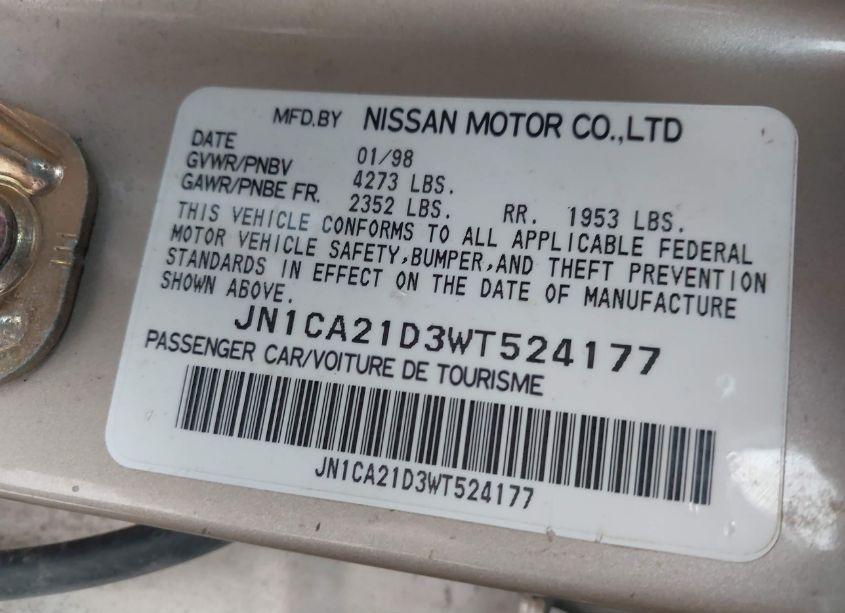 MFD.BY NISSAN MOTOR CO.,LTD
DATE 01/98
GVWR/PNBV 4273 LBS.
GAWR/PNBE FR. 2352 LBS. RR. 1953 LBS.
THIS VEHICLE CONFORMS TO ALL APPLICABLE FEDERAL
MOTOR VEHICLE SAFETY,BUMPER,AND THEFT PREVENTION
STANDARDS IN EFFECT ON THE DATE OF MANUFACTURE
SHOWN ABOVE.
JN1CA21D3WT524177
PASSENGER CAR/VOITURE DE TOURISME
JN1CA21D3WT524177